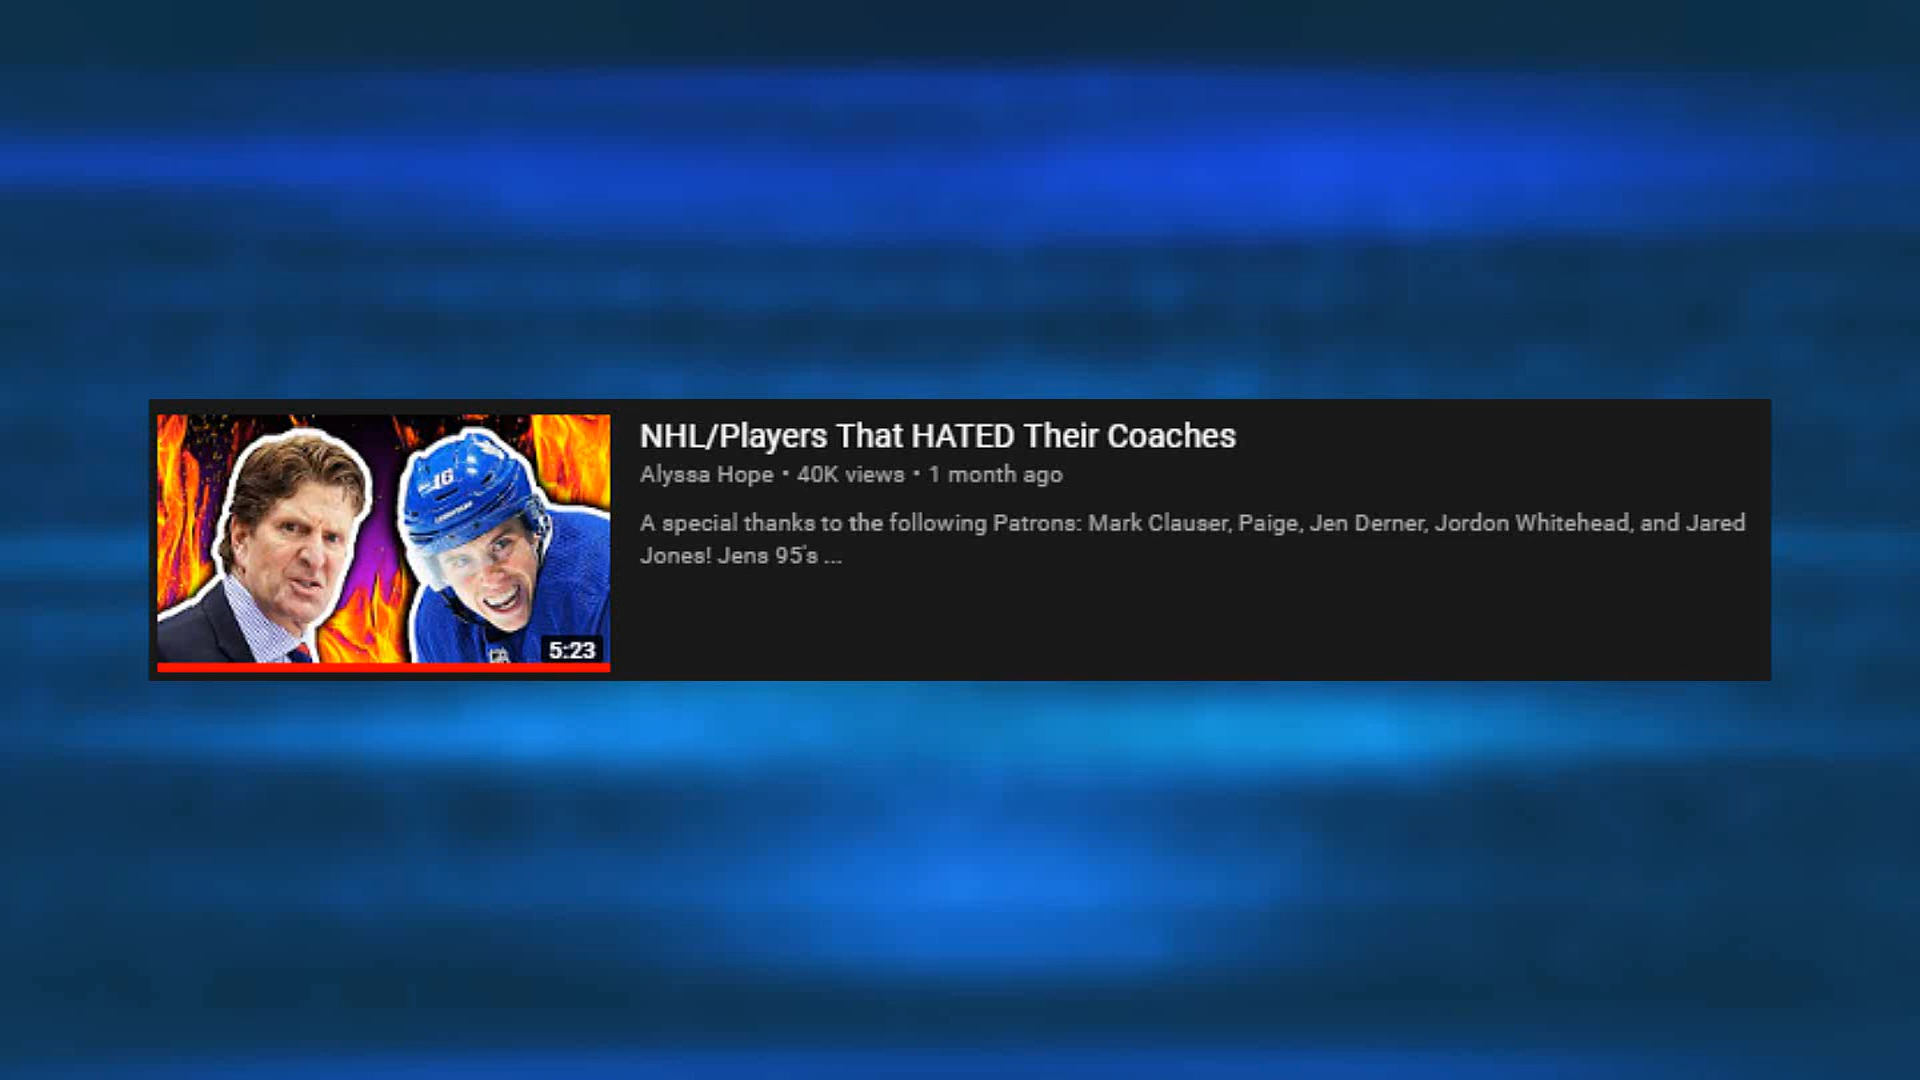 NHL/Players That HATED Their Coaches
Alyssa Hope • 40K views • 1 month ago
A special thanks to the following Patrons: Mark Clauser, Paige, Jen Derner, Jordon Whitehead, and Jared
Jones! Jens 95's ...
16
5:23